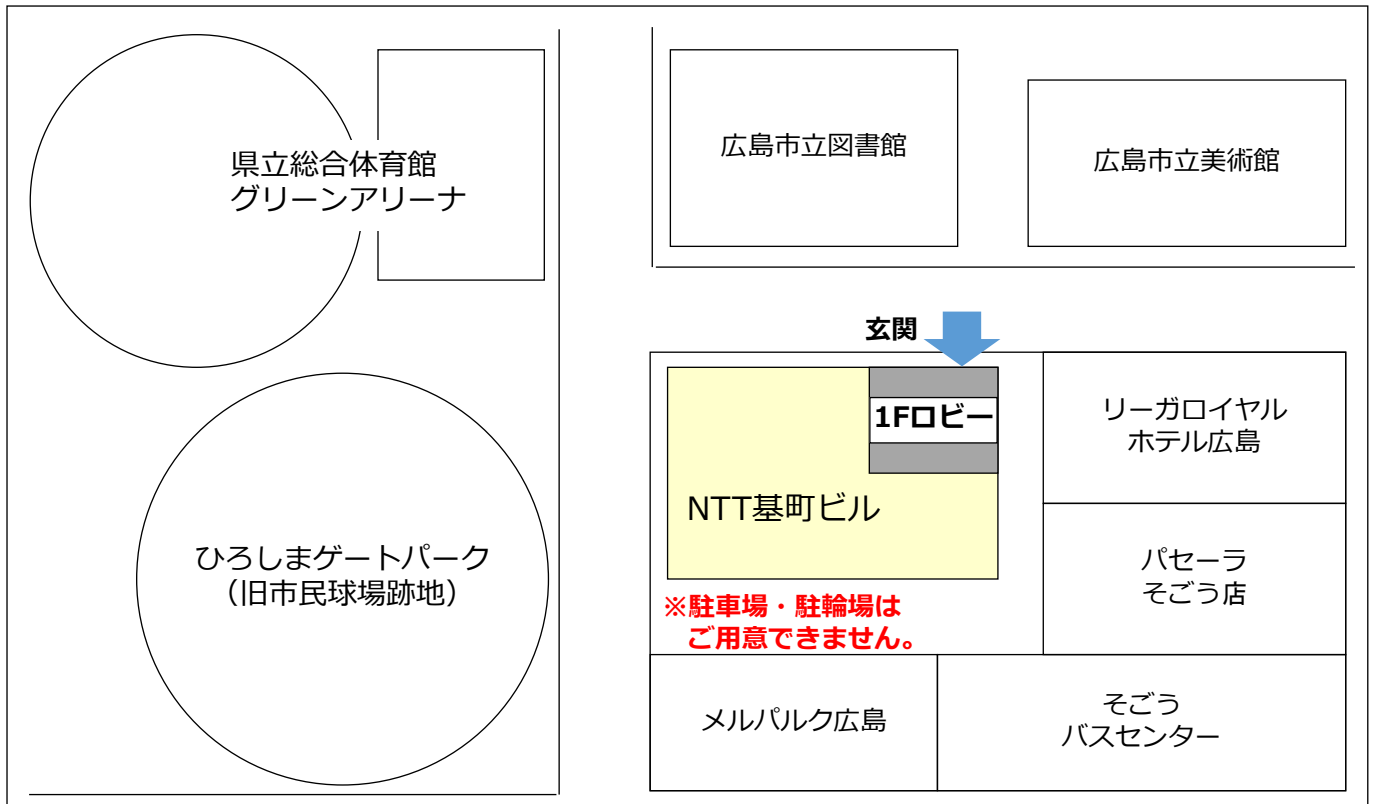 県立総合体育館
グリーンアリーナ
広島市立図書館
広島市立美術館
玄関
1Fロビー
NTT基町ビル
リーガロイヤル
ホテル広島
ひろしまゲートパーク
（旧市民球場跡地）
パセーラ
そごう店
※駐車場・駐輪場は
ご用意できません。
メルパルク広島
そごう
バスセンター